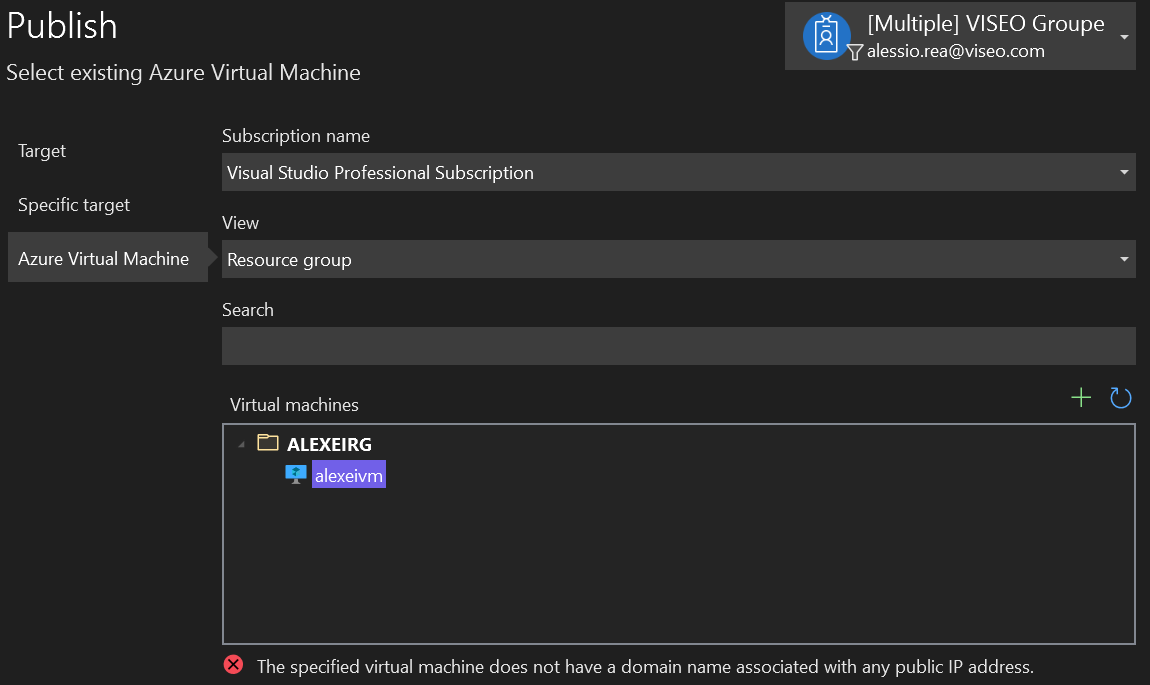 Publish
[Multiple] VISEO Groupe
alessio.rea@viseo.com
Select existing Azure Virtual Machine
Target
Specific target
Azure Virtual Machine
Subscription name
Visual Studio Professional Subscription
View
Resource group
Search
Virtual machines
ALEXEIRG
alexeivm
The specified virtual machine does not have a domain name associated with any public IP address.